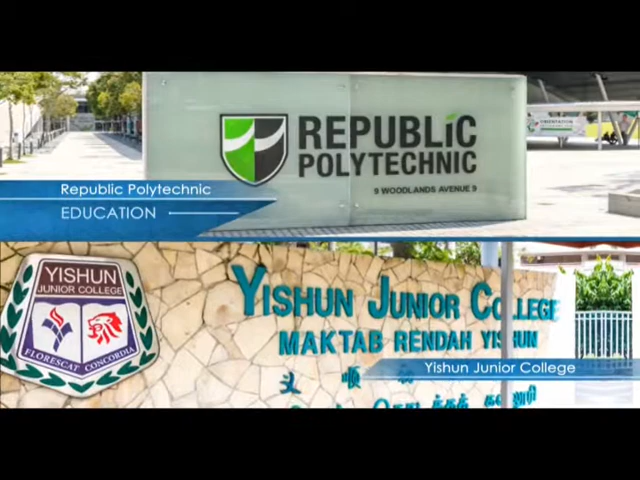 ORIENTATION
REPUBLIC
POLYTECHNIC
9 WOODLANDS AVENUE 9
Republic Polytechnic
EDUCATION
YISHUN
JUNIOR COLLEGE
FLORESCAT CONCORDIA
YISHUN JUNIOR COLLEGE
MAKTAB RENDAH YISHUN
Yishun Junior College